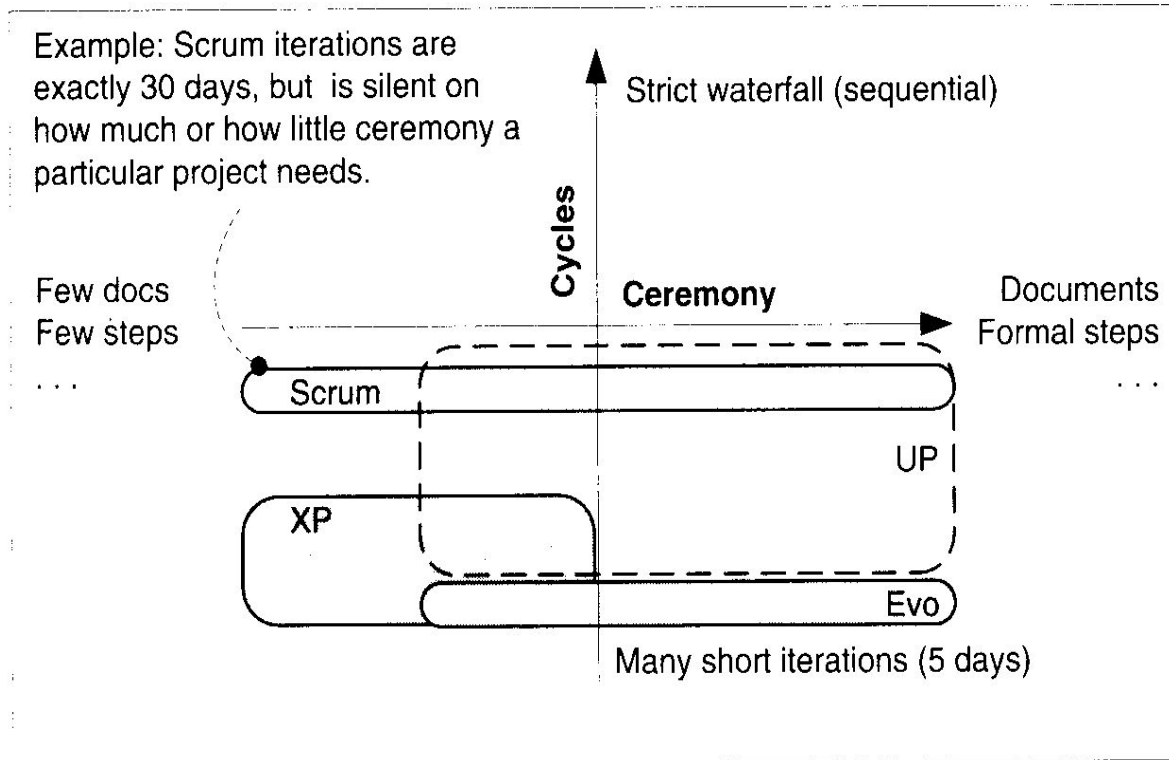 Example: Scrum iterations are
exactly 30 days, but is silent on
how much or how little ceremony a
particular project needs.
Strict waterfall (sequential)
Cycles
Few docs
Few steps
. . .
Ceremony
Documents
Formal steps
. . .
Scrum
UP
XP
Evo
Many short iterations (5 days)